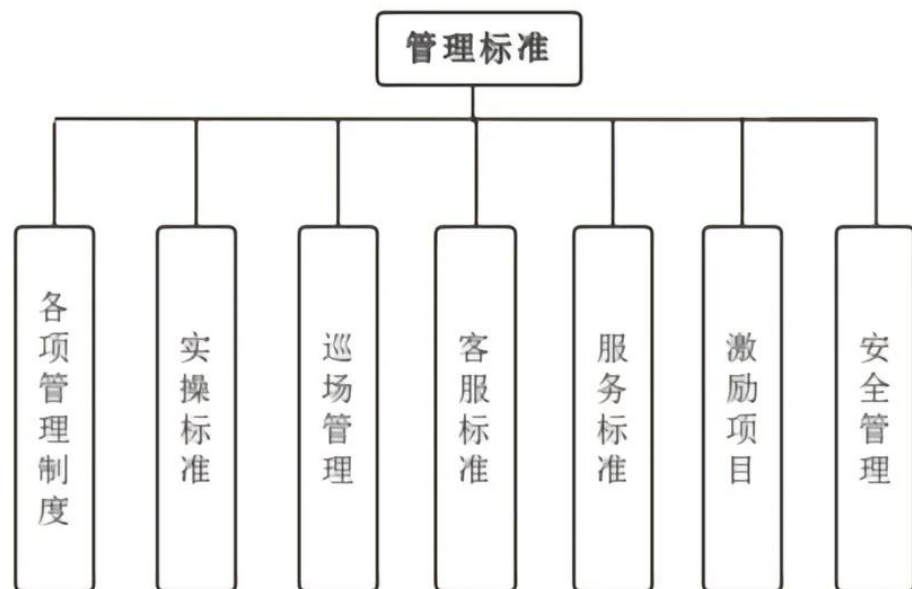 管理标准
各项管理制度
实操标准
巡场管理
客服标准
服务标准
激励项目
安全管理